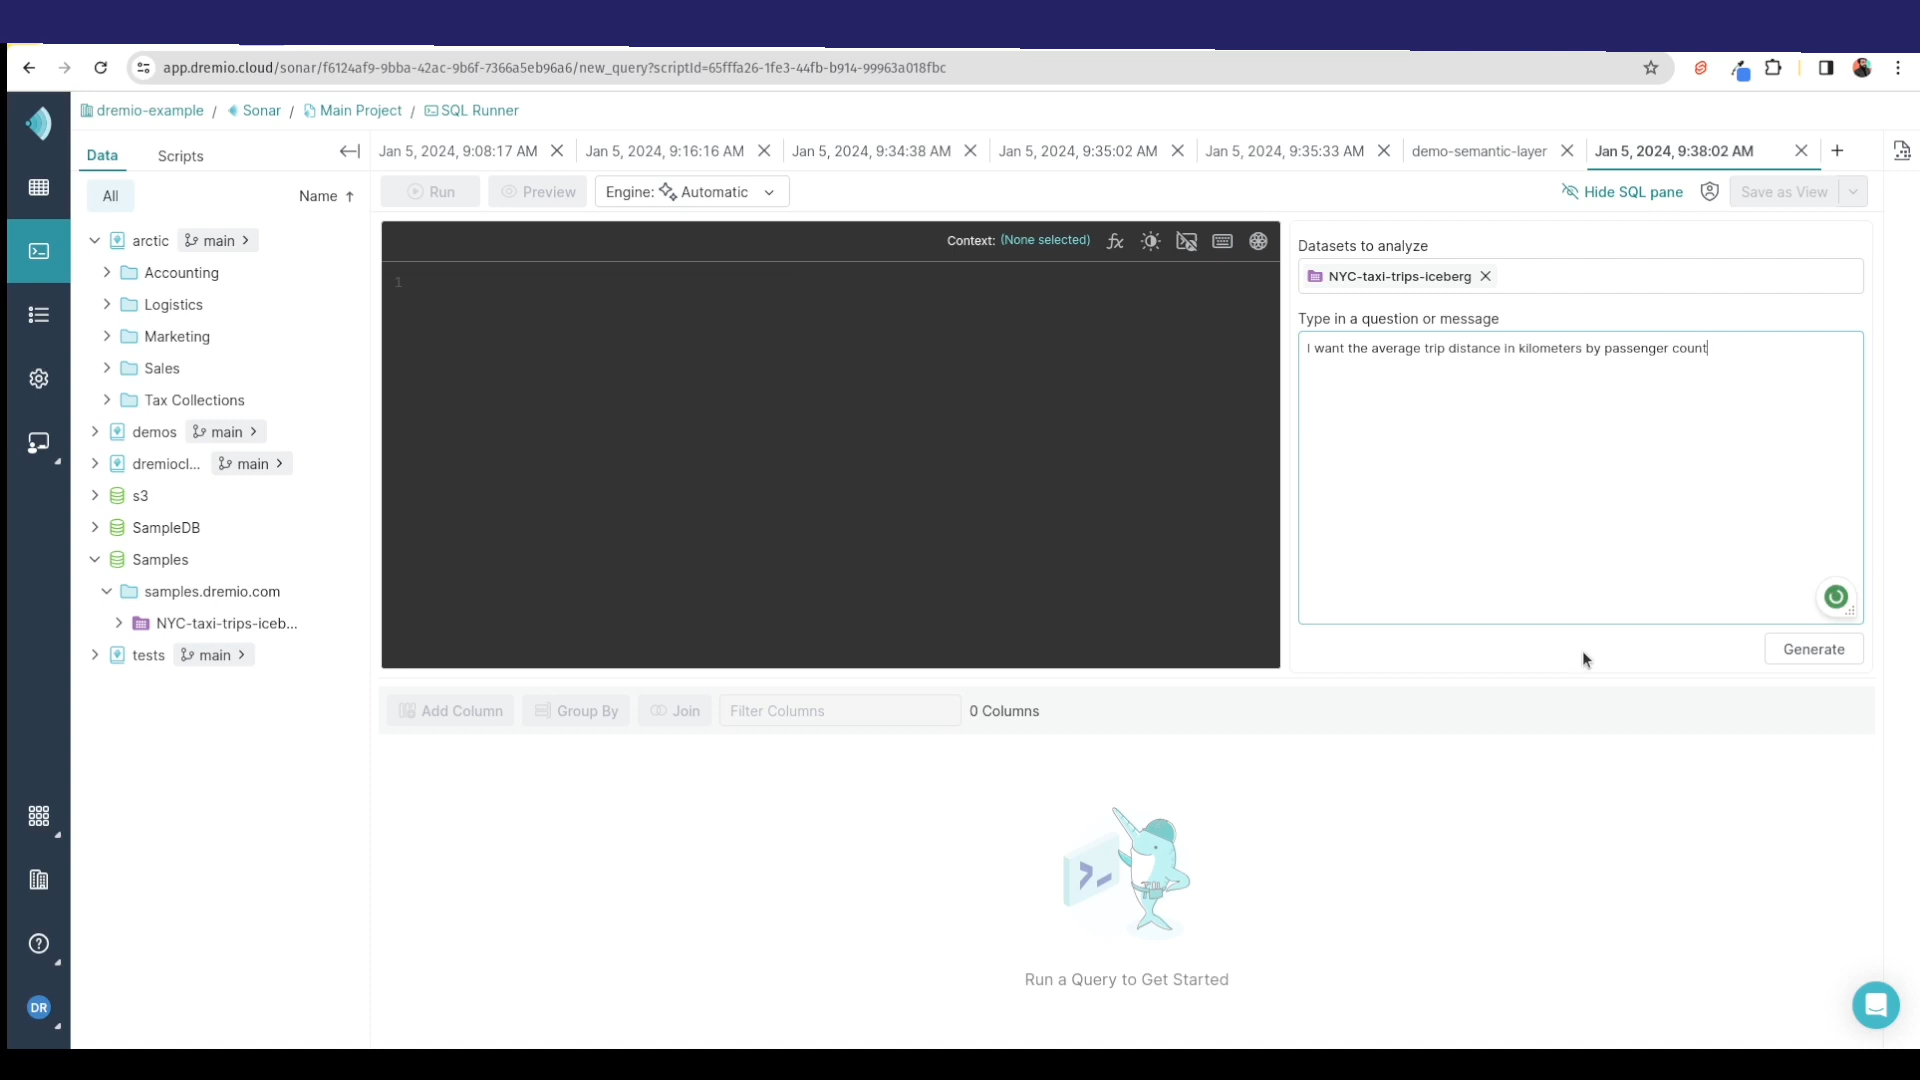 app.dremio.cloud/sonar/f6124af9-9bba-42ac-9b6f-7366a5eb96a6/new_query?scriptId=65fffa26-1fe3-44fb-b914-99963a018fbc
dremio-example / Sonar / Main Project / SQL Runner
Data Scripts
Jan 5, 2024, 9:08:17 AM Jan 5, 2024, 9:16:16 AM Jan 5, 2024, 9:34:38 AM Jan 5, 2024, 9:35:02 AM Jan 5, 2024, 9:35:33 AM demo-semantic-layer Jan 5, 2024, 9:38:02 AM
All Name
Run Preview Engine: Automatic Hide SQL pane Save as View
arctic main
Accounting
Logistics
Marketing
Sales
Tax Collections
demos main
dremiocl... main
s3
SampleDB
Samples
samples.dremio.com
NYC-taxi-trips-iceb...
tests main
DR
Context: (None selected) fx
1
Datasets to analyze
NYC-taxi-trips-iceberg
Type in a question or message
I want the average trip distance in kilometers by passenger count
Generate
Add Column Group By Join Filter Columns 0 Columns
Run a Query to Get Started